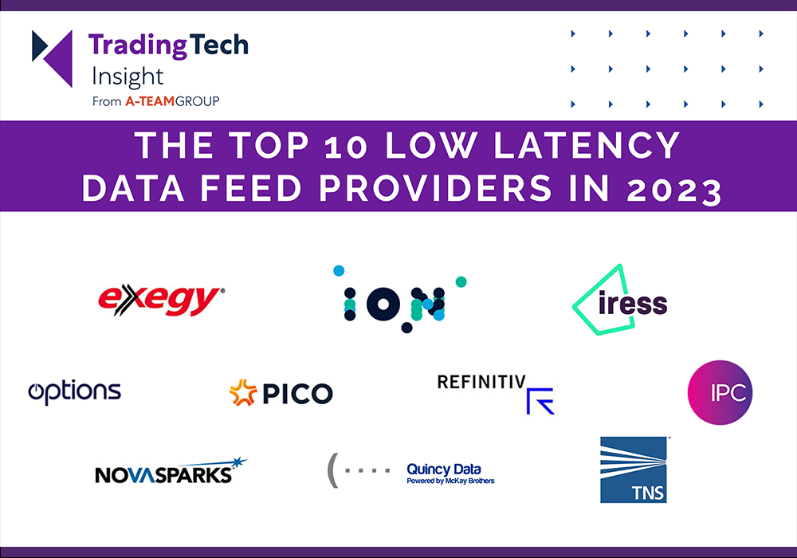 TradingTech
Insight
From A-TEAMGROUP
THE TOP 10 LOW LATENCY
DATA FEED PROVIDERS IN 2023
exegy®
ION
iress
options
PICO
REFINITIV
IPC
NOVASPARKS
Quincy Data
Powered by McKay Brothers
TNS